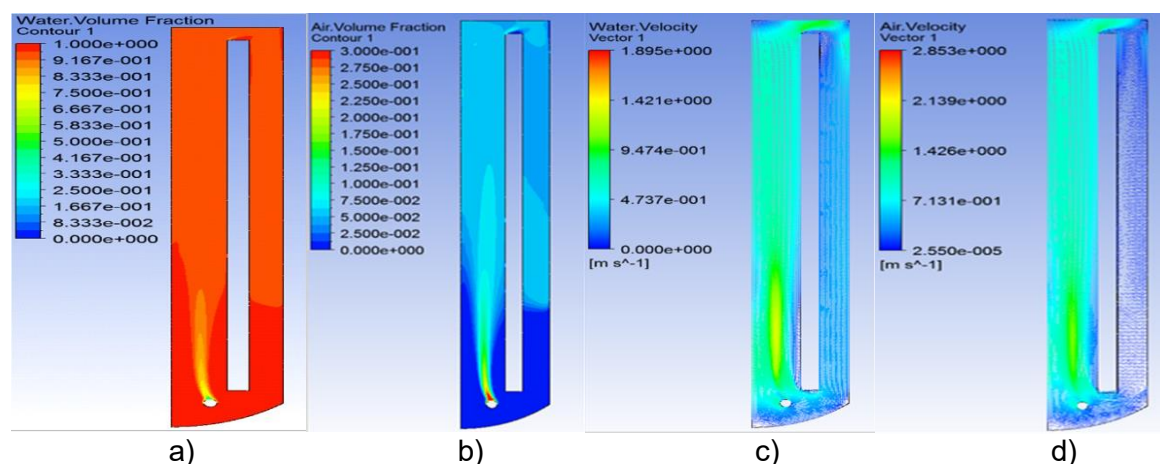 Water.Volume Fraction
Contour 1
1.000e+000
9.167e-001
8.333e-001
7.500e-001
6.667e-001
5.833e-001
5.000e-001
4.167e-001
3.333e-001
2.500e-001
1.667e-001
8.333e-002
0.000e+000
Air.Volume Fraction
Contour 1
3.000e-001
2.750e-001
2.500e-001
2.250e-001
2.000e-001
1.750e-001
1.500e-001
1.250e-001
1.000e-001
7.500e-002
5.000e-002
2.500e-002
0.000e+000
Water.Velocity
Vector 1
1.895e+000
1.421e+000
9.474e-001
4.737e-001
0.000e+000
[m s^-1]
Air.Velocity
Vector 1
2.853e+000
2.139e+000
1.426e+000
7.131e-001
2.550e-005
[m s^-1]
a)
b)
c)
d)